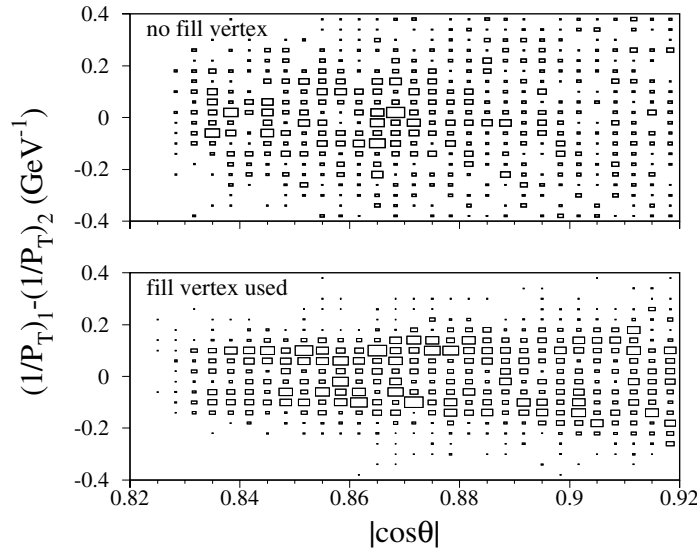 (1/P_T)_1-(1/P_T)_2 (GeV^-1)
no fill vertex
0.4
0.2
0
-0.2
-0.4
fill vertex used
0.4
0.2
0
-0.2
-0.4
0.82 0.84 0.86 0.88 0.9 0.92
|cosθ|